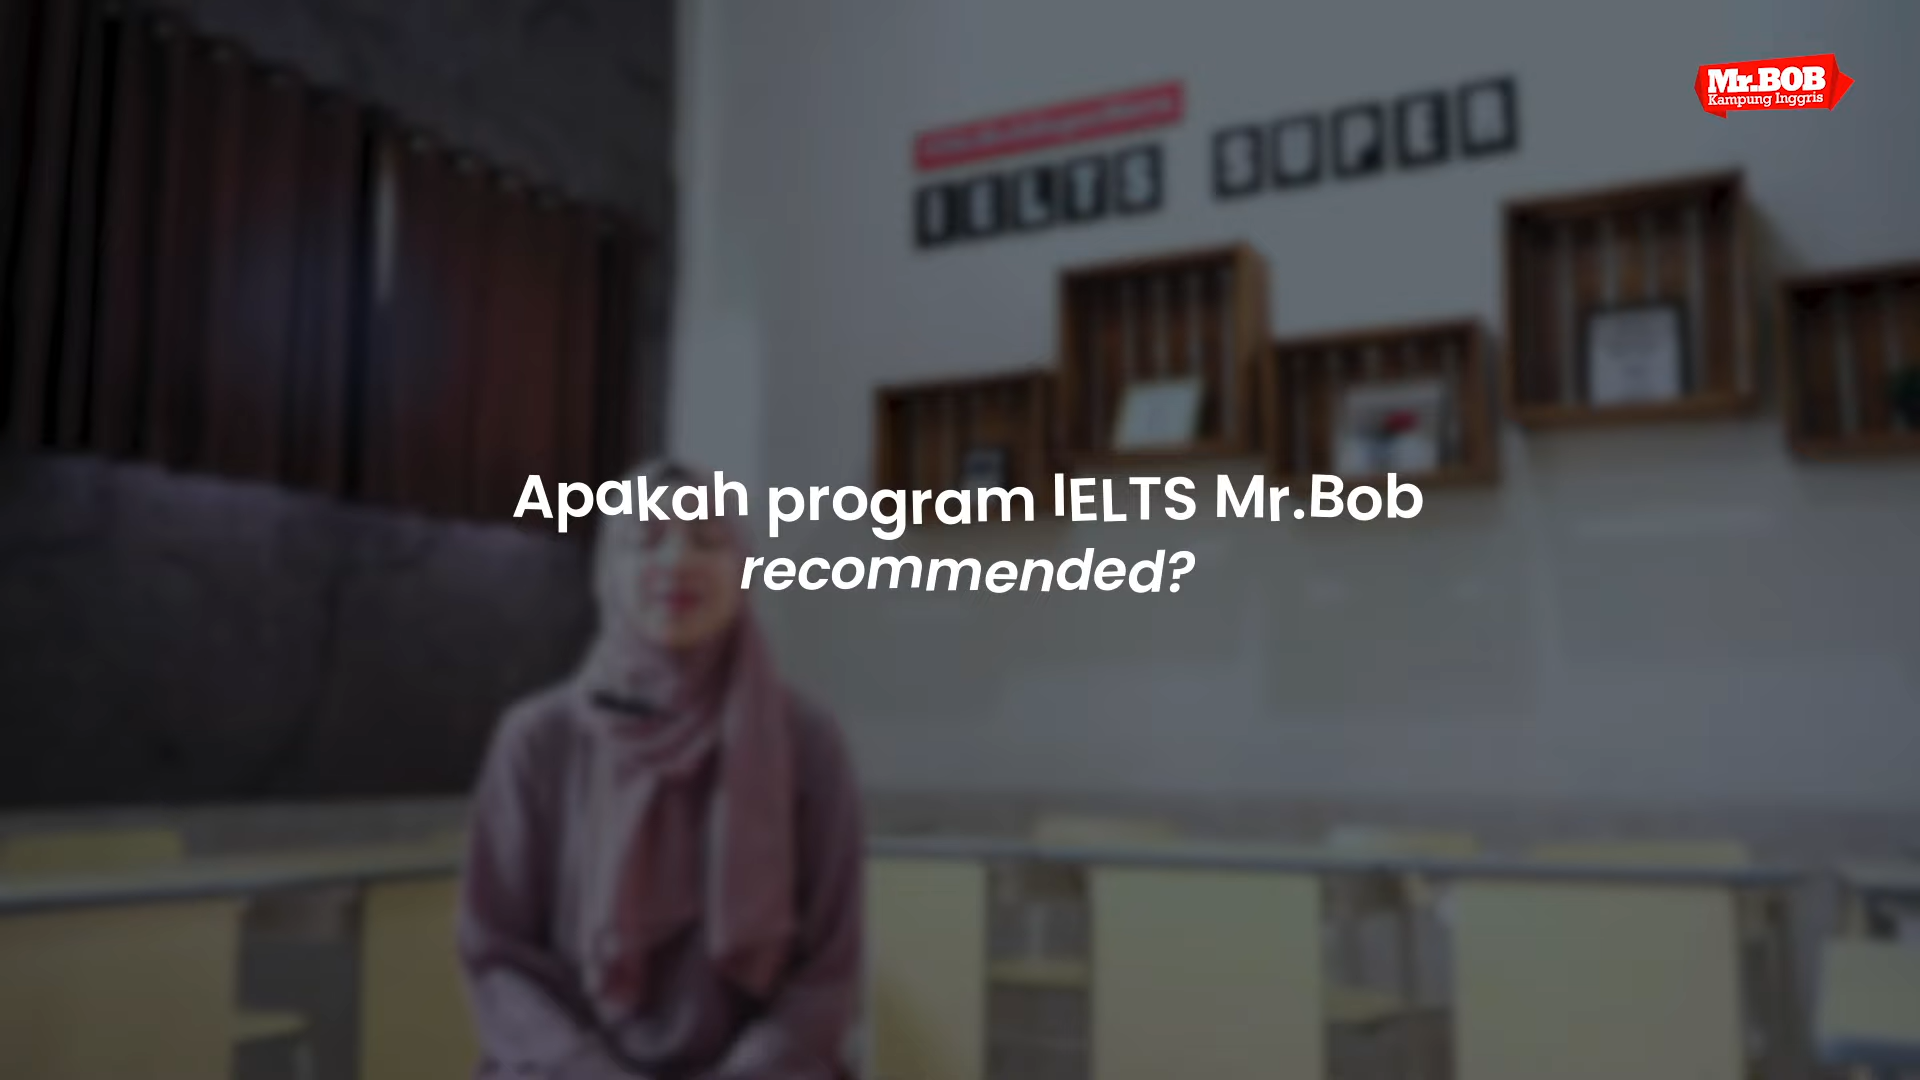 Mr.BOB
Kampung Inggris
IELTS SUPER
Apakah program IELTS Mr.Bob
recommended?